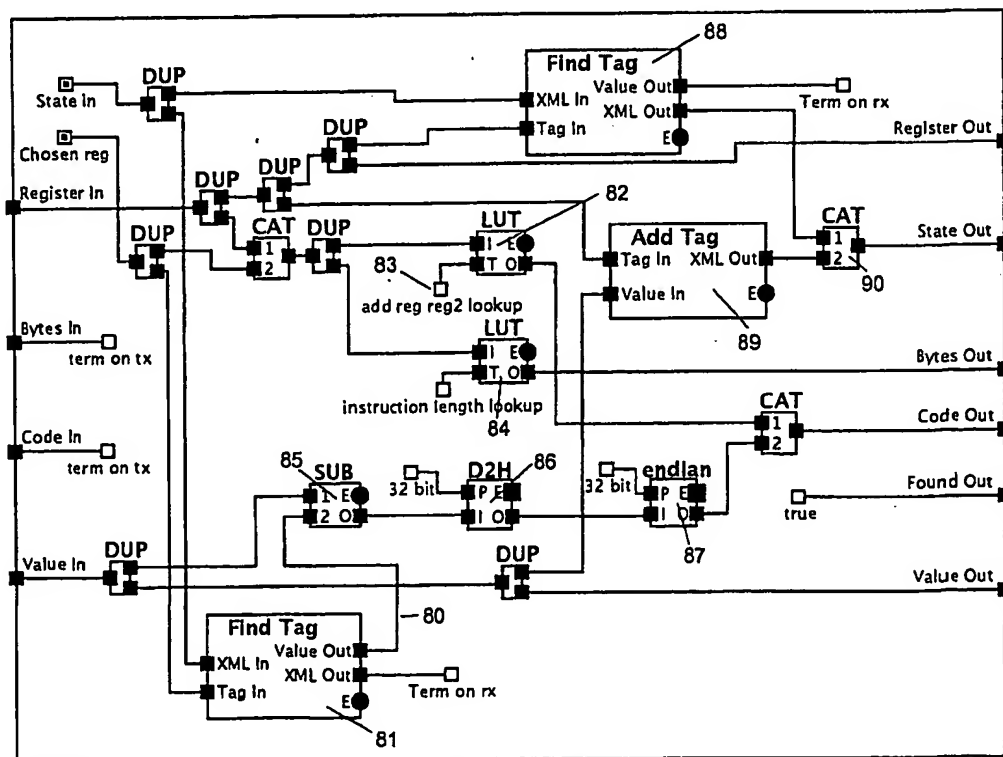 88
Find Tag
Value Out
XML In
XML Out
Tag In
E
Term on rx
DUP
State In
Chosen reg
DUP
Register Out
DUP
DUP
Register In
DUP
CAT
1
2
DUP
LUT
82
I E
T O
83
add reg reg2 lookup
Add Tag
Tag In
XML Out
Value In
E
89
CAT
1
2
90
State Out
Bytes In
term on tx
LUT
I E
T O
instruction length lookup
84
Bytes Out
CAT
1
2
Code Out
Code In
term on tx
85
SUB
1 E
2 O
32 bit
D2H
86
P E
I O
32 bit
endian
P E
I O
87
Found Out
true
Value In
DUP
DUP
Value Out
80
Find Tag
Value Out
XML In
XML Out
Tag In
E
Term on rx
81